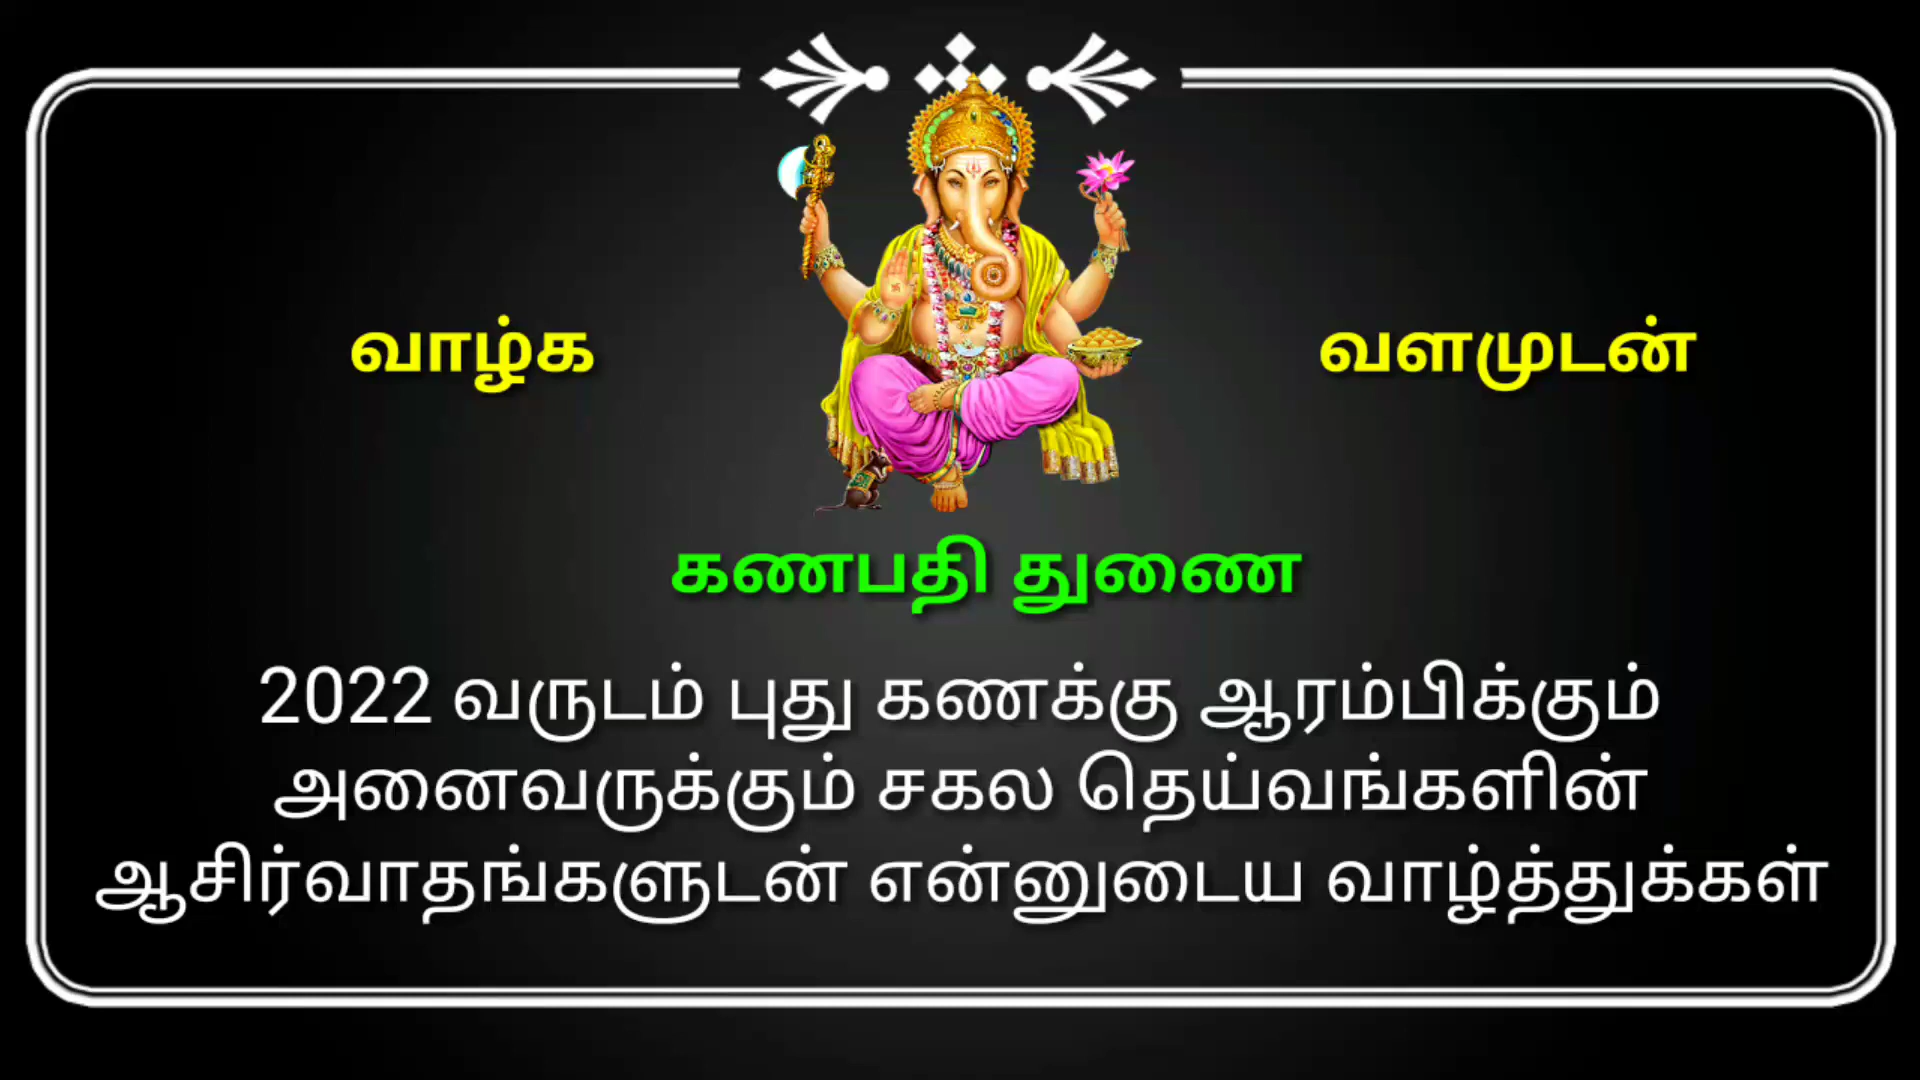 வாழ்க வளமுடன்
கணபதி துணை
2022 வருடம் புது கணக்கு ஆரம்பிக்கும்
அனைவருக்கும் சகல தெய்வங்களின்
ஆசிர்வாதங்களுடன் என்னுடைய வாழ்த்துக்கள்